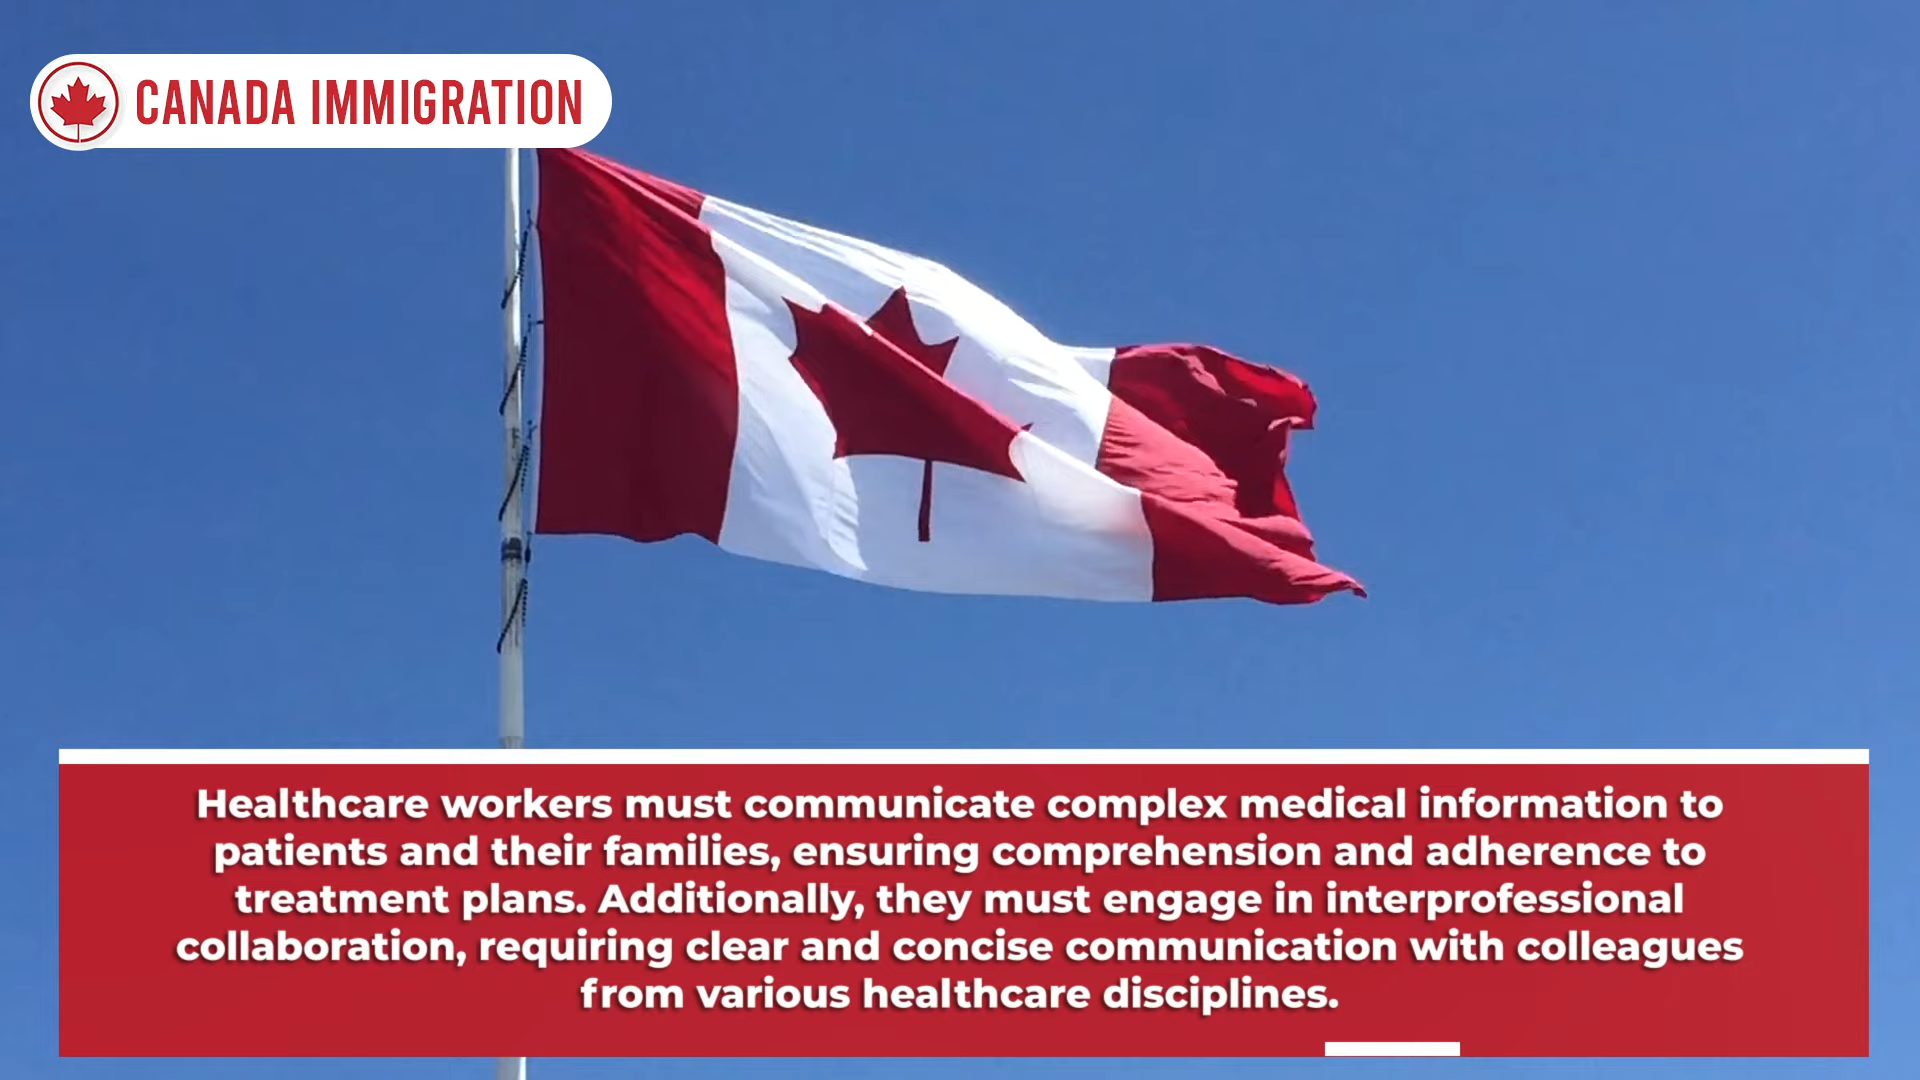 CANADA IMMIGRATION
Healthcare workers must communicate complex medical information to
patients and their families, ensuring comprehension and adherence to
treatment plans. Additionally, they must engage in interprofessional
collaboration, requiring clear and concise communication with colleagues
from various healthcare disciplines.